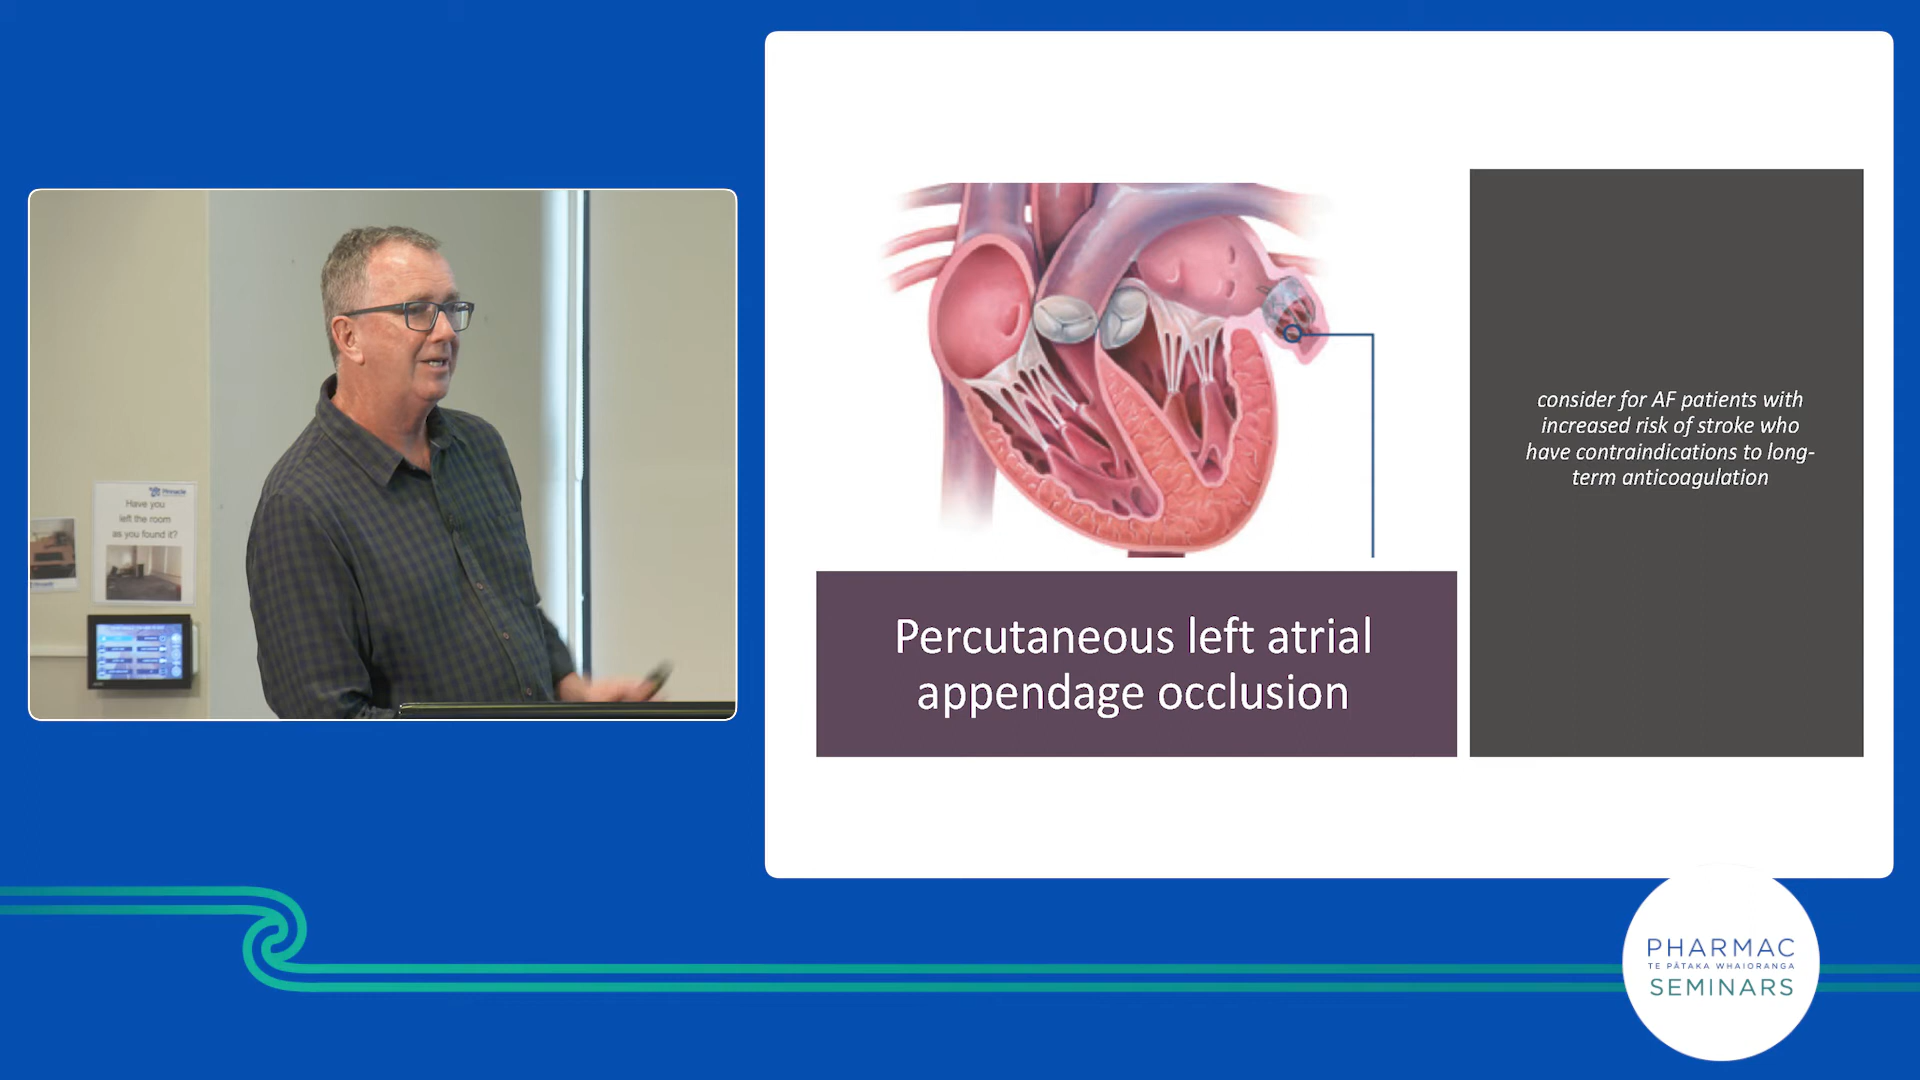 Pinnacle
Have you
left the room
as you found it?
consider for AF patients with
increased risk of stroke who
have contraindications to long-
term anticoagulation
Percutaneous left atrial
appendage occlusion
PHARMAC
TE PĀTAKA WHAIORANGA
SEMINARS